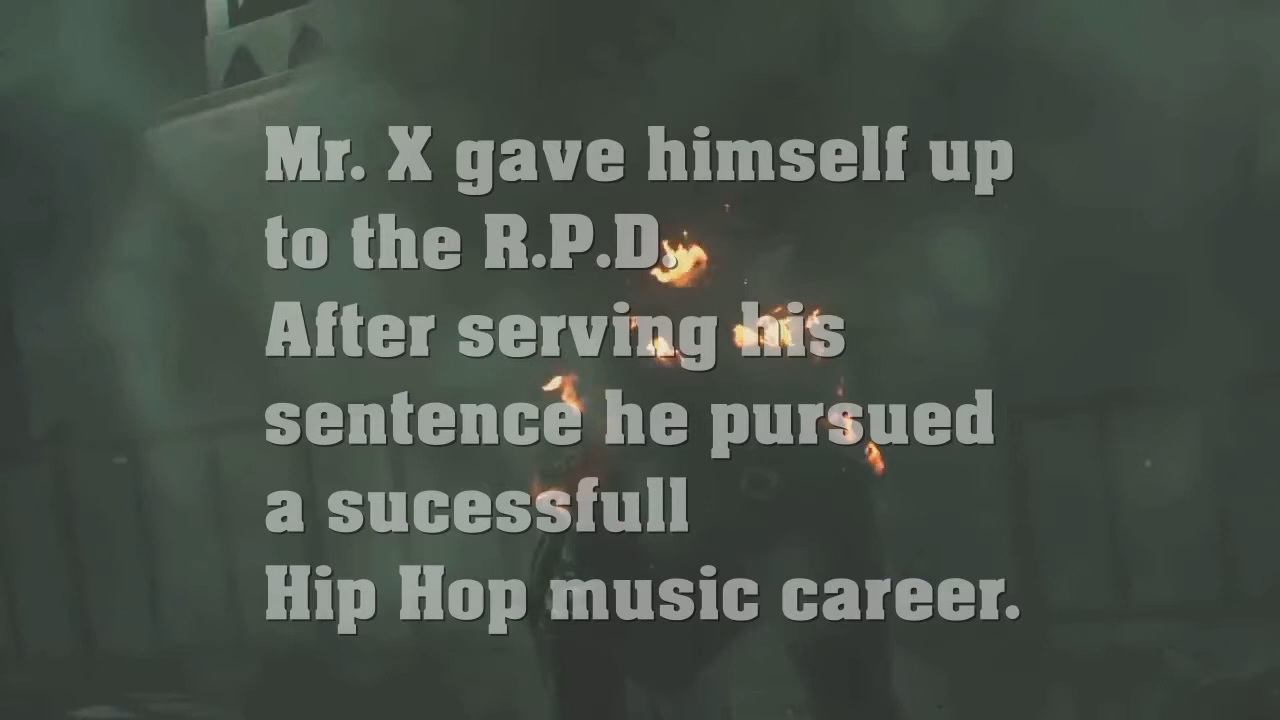 Mr. X gave himself up
to the R.P.D.
After serving his
sentence he pursued
a sucessfull
Hip Hop music career.